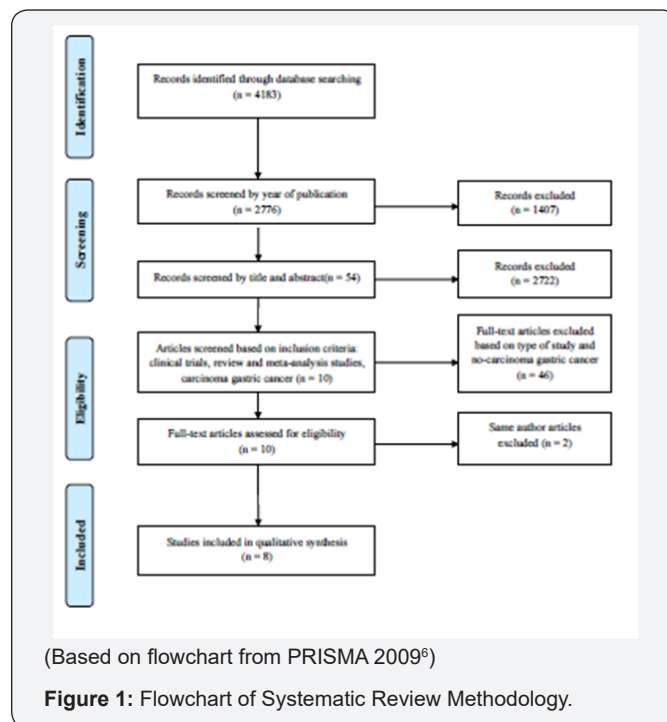 Identification
Records identified through database searching
(n = 4183)
Screening
Records screened by year of publication
(n = 2776)
Records excluded
(n = 1407)
Records screened by title and abstract(n = 54)
Records excluded
(n = 2722)
Eligibility
Articles screened based on inclusion criteria:
clinical trials, review and meta-analysis studies,
carcinoma gastric cancer (n = 10)
Full-text articles excluded
based on type of study and
no-carcinoma gastric cancer
(n = 46)
Full-text articles assessed for eligibility
(n = 10)
Same author articles
excluded (n = 2)
Included
Studies included in qualitative synthesis
(n = 8)
(Based on flowchart from PRISMA 2009⁶)
Figure 1: Flowchart of Systematic Review Methodology.